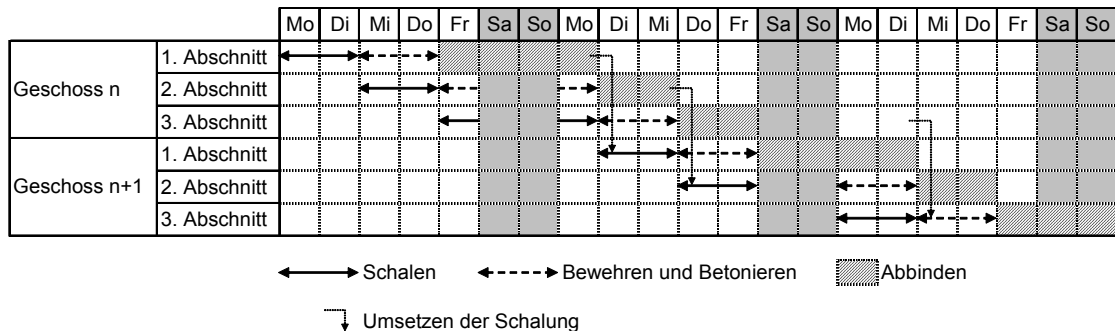 Mo Di Mi Do Fr Sa So Mo Di Mi Do Fr Sa So Mo Di Mi Do Fr Sa So
Geschoss n
1. Abschnitt
2. Abschnitt
3. Abschnitt
Geschoss n+1
1. Abschnitt
2. Abschnitt
3. Abschnitt
Schalen Bewehren und Betonieren Abbinden
Umsetzen der Schalung